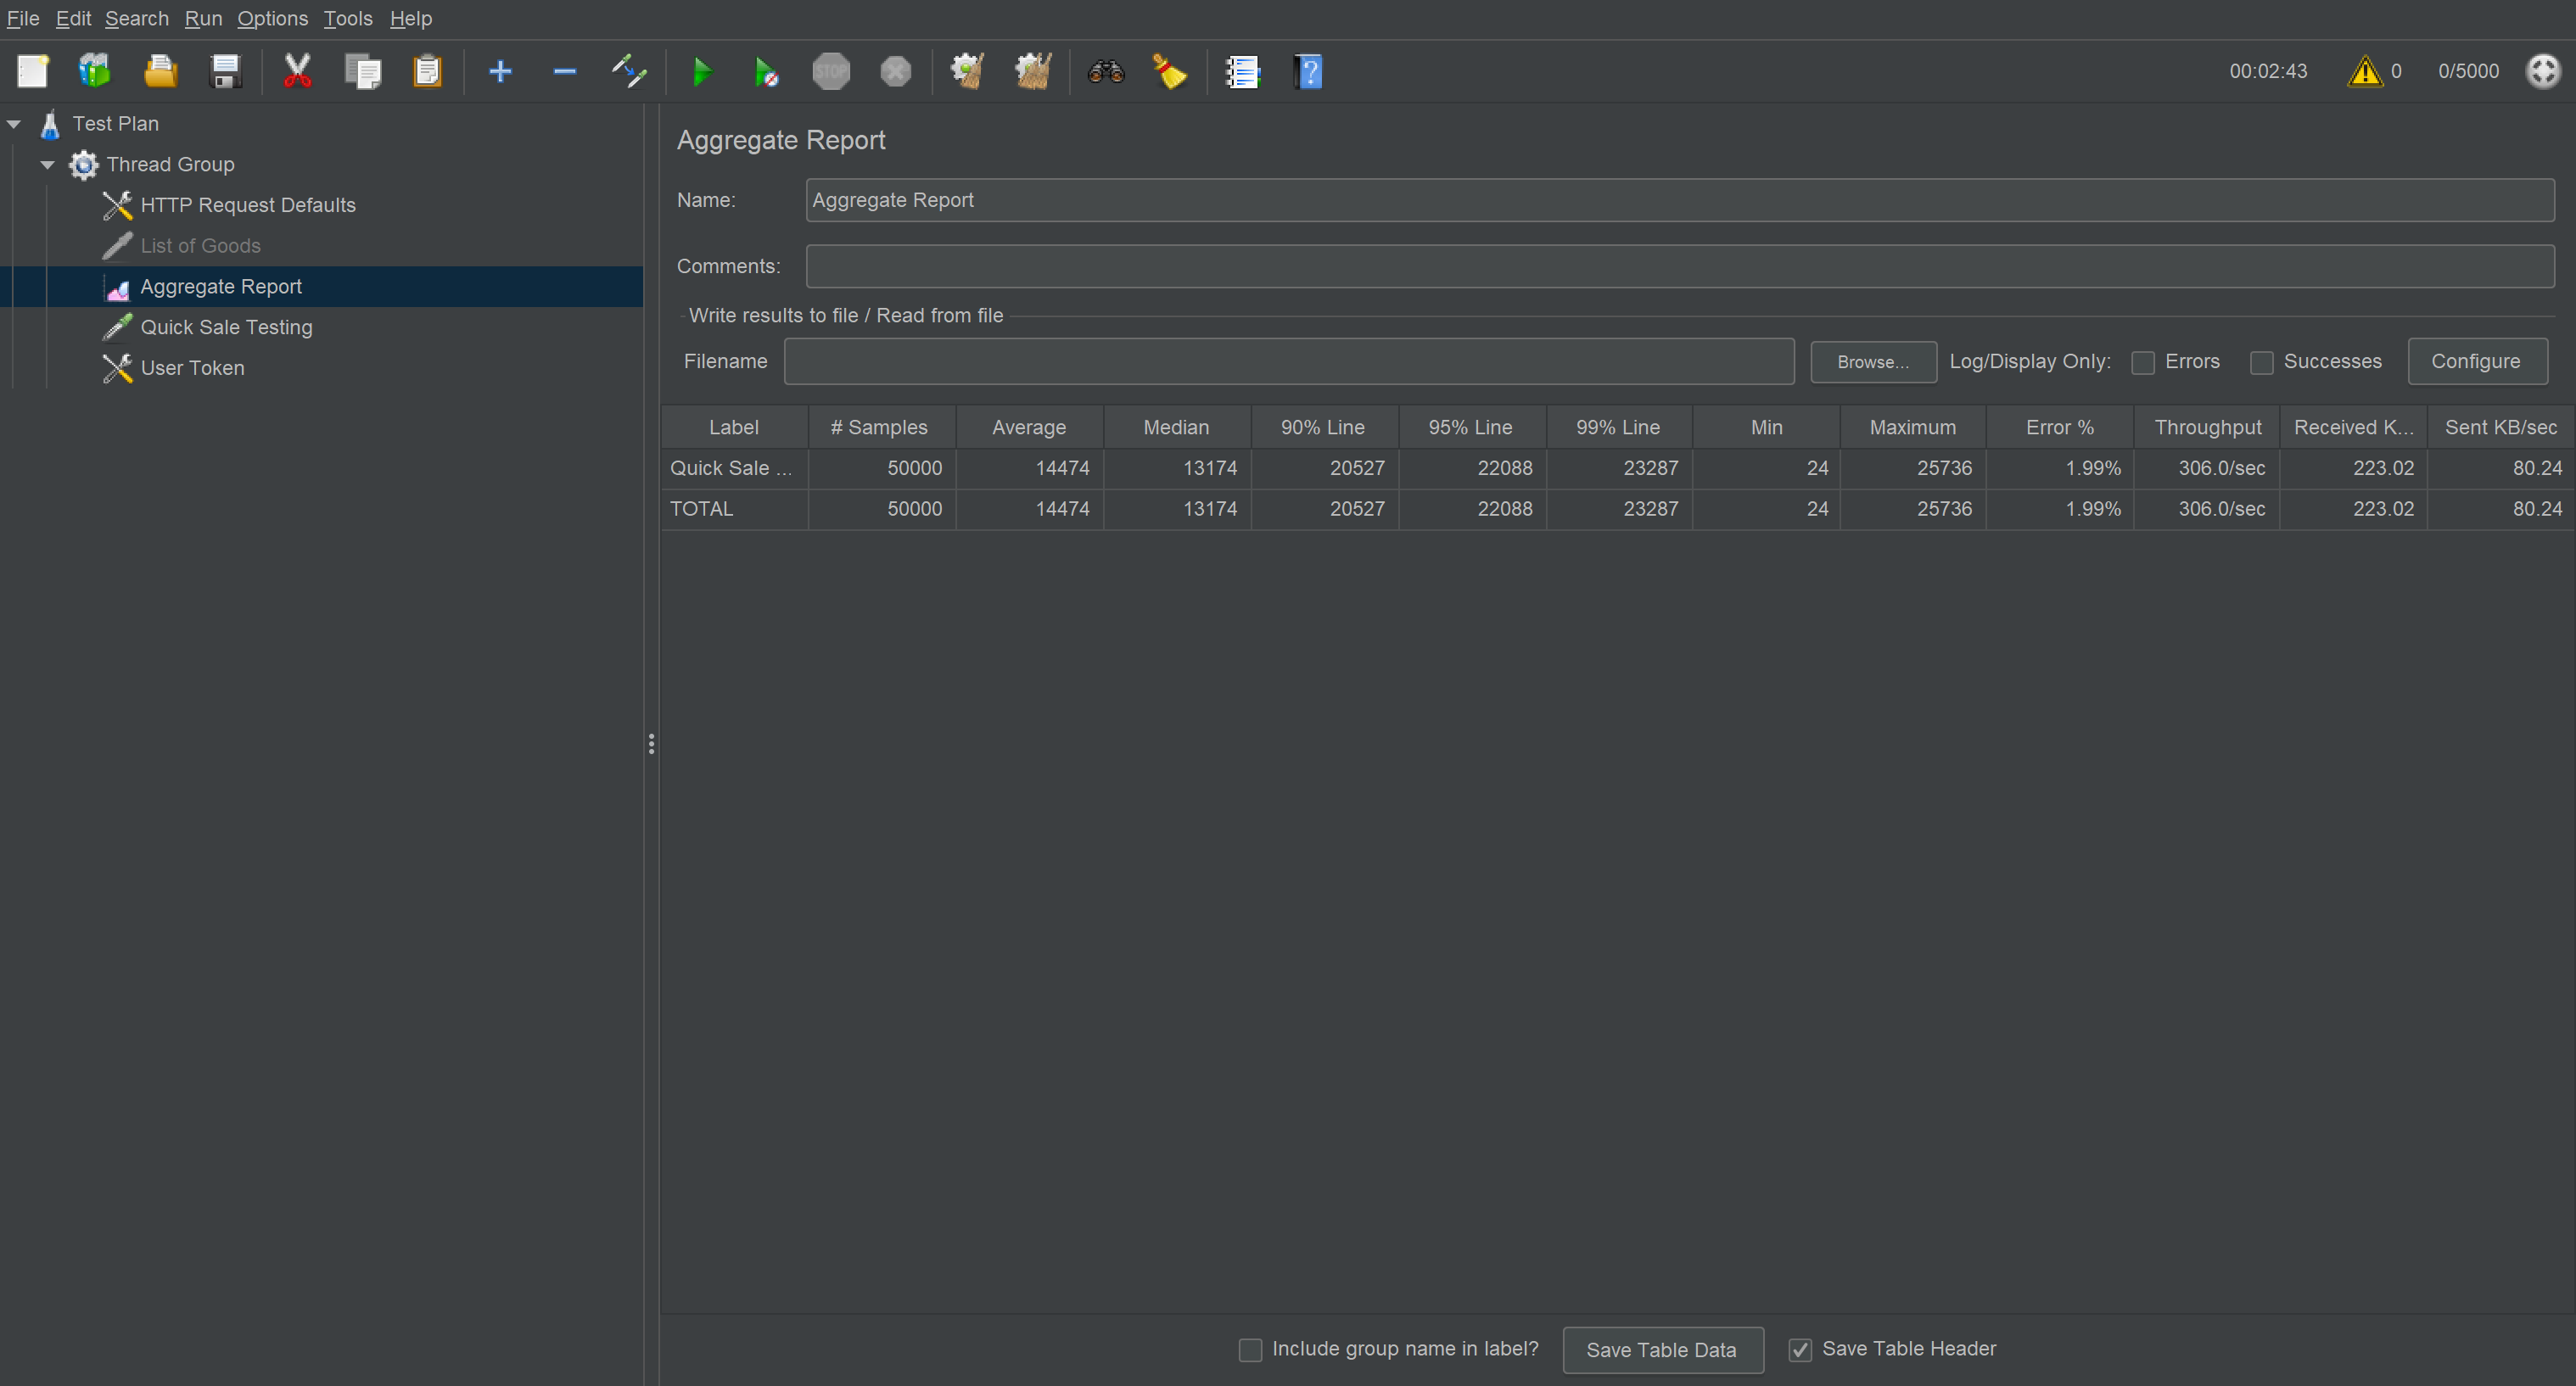 File Edit Search Run Options Tools Help
STOP
?
00:02:43 0 0/5000
Test Plan
Thread Group
HTTP Request Defaults
List of Goods
Aggregate Report
Quick Sale Testing
User Token
Aggregate Report
Name: Aggregate Report
Comments:
Write results to file / Read from file
Filename Browse... Log/Display Only: Errors Successes Configure
Label # Samples Average Median 90% Line 95% Line 99% Line Min Maximum Error % Throughput Received K... Sent KB/sec
Quick Sale ... 50000 14474 13174 20527 22088 23287 24 25736 1.99% 306.0/sec 223.02 80.24
TOTAL 50000 14474 13174 20527 22088 23287 24 25736 1.99% 306.0/sec 223.02 80.24
Include group name in label? Save Table Data Save Table Header